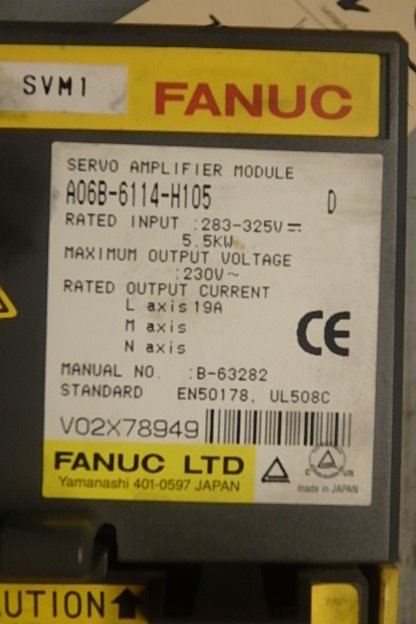 SVM1
FANUC
SERVO AMPLIFIER MODULE
A06B-6114-H105 D
RATED INPUT :283-325V⎓
5.5KW
MAXIMUM OUTPUT VOLTAGE
:230V~
RATED OUTPUT CURRENT
L axis 19A
M axis
N axis
CE
MANUAL NO. :B-63282
STANDARD EN50178, UL508C
V02X78949
FANUC LTD
Yamanashi 401-0597 JAPAN
C US
made in JAPAN
AUTION